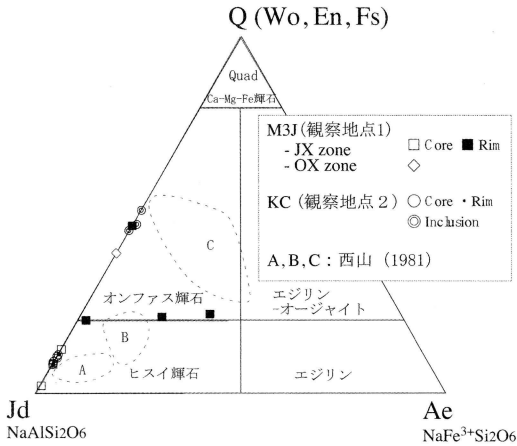 Q (Wo, En, Fs)
Quad
Ca-Mg-Fe輝石
M3J (観察地点1)
- JX zone □ Core ■ Rim
- OX zone ◇
KC (観察地点2) ○ Core・Rim
◎ Inclusion
A, B, C : 西山 (1981)
C
オンファス輝石
エジリン
-オージャイト
B
A
ヒスイ輝石
エジリン
Jd
NaAlSi2O6
Ae
NaFe3+Si2O6